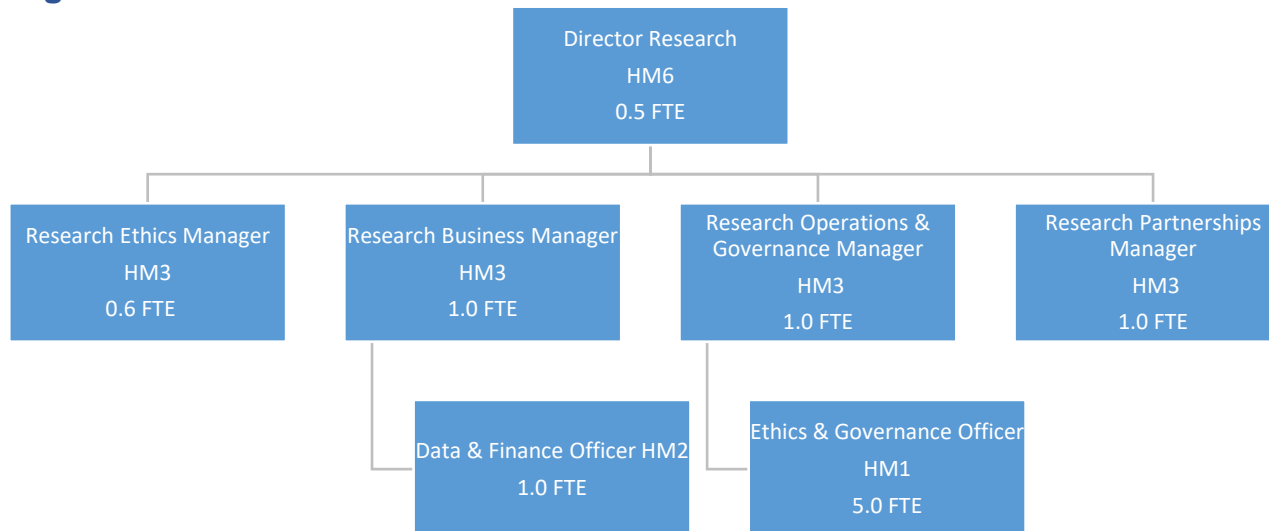 Director Research
HM6
0.5 FTE
Research Ethics Manager
HM3
0.6 FTE
Research Business Manager
HM3
1.0 FTE
Research Operations &
Governance Manager
HM3
1.0 FTE
Research Partnerships
Manager
HM3
1.0 FTE
Data & Finance Officer HM2
1.0 FTE
Ethics & Governance Officer
HM1
5.0 FTE